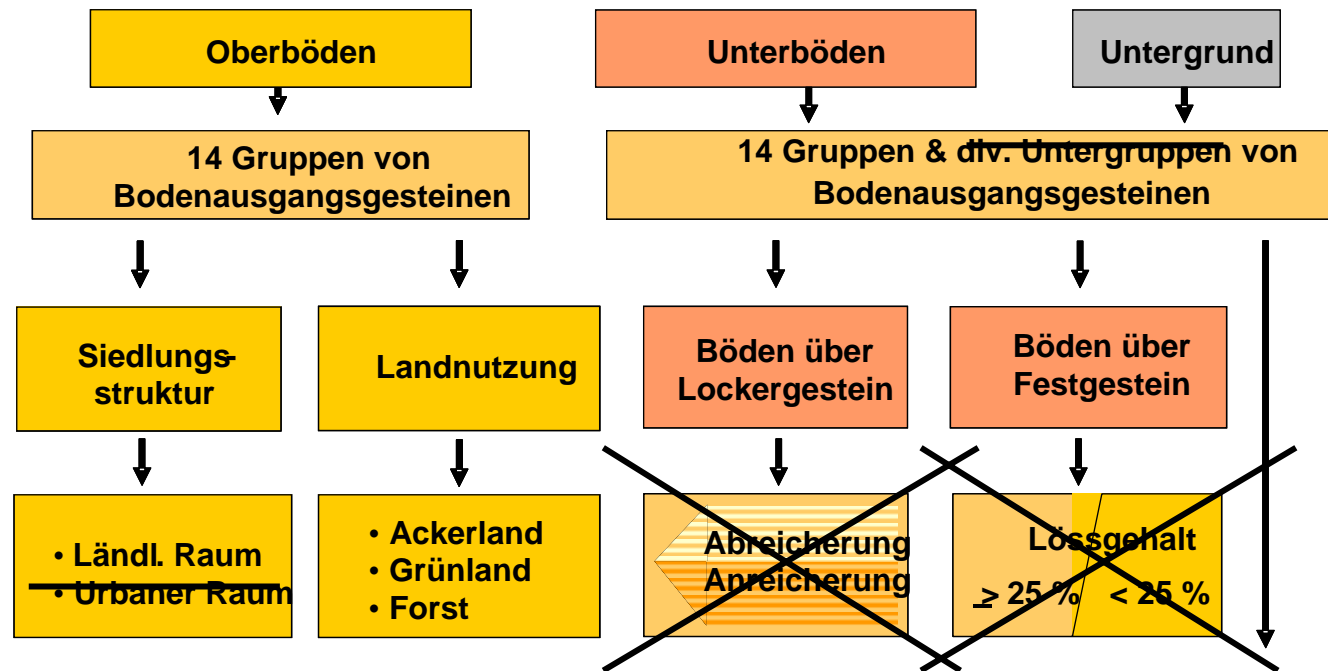 Oberböden
Unterböden
Untergrund
14 Gruppen von
Bodenausgangsgesteinen
14 Gruppen & div. Untergruppen von
Bodenausgangsgesteinen
Siedlungs-
struktur
Landnutzung
Böden über
Lockergestein
Böden über
Festgestein
• Ländl. Raum
• Urbaner Raum
• Ackerland
• Grünland
• Forst
Abreicherung
Anreicherung
Lössgehalt
≥ 25 % < 25 %